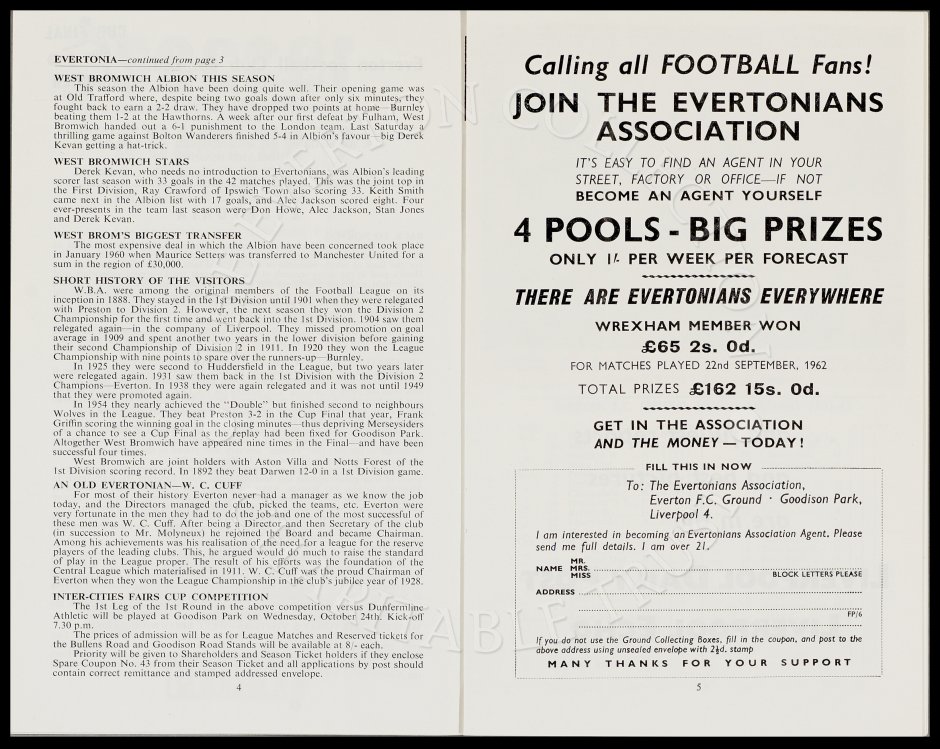 EVERTONIA—continued from page 3
WEST BROMWICH ALBION THIS SEASON
This season the Albion have been doing quite well. Their opening game was
at Old Trafford where, despite being two goals down after only six minutes, they
fought back to earn a 2-2 draw. They have dropped two points at home—Burnley
beating them 1-2 at the Hawthorns. A week after our first defeat by Fulham, West
Bromwich handed out a 6-1 punishment to the London team. Last Saturday a
thrilling game against Bolton Wanderers finished 5-4 in Albion's favour—big Derek
Kevan getting a hat-trick.
WEST BROMWICH STARS
Derek Kevan, who needs no introduction to Evertonians, was Albion's leading
scorer last season with 33 goals in the 42 matches played. This was the joint top in
the First Division, Ray Crawford of Ipswich Town also scoring 33. Keith Smith
came next in the Albion list with 17 goals, and Alec Jackson scored eight. Four
ever-presents in the team last season were Don Howe, Alec Jackson, Stan Jones
and Derek Kevan.
WEST BROM'S BIGGEST TRANSFER
The most expensive deal in which the Albion have been concerned took place
in January 1960 when Maurice Setters was transferred to Manchester United for a
sum in the region of £30,000.
SHORT HISTORY OF THE VISITORS
W.B.A. were among the original members of the Football League on its
inception in 1888. They stayed in the 1st Division until 1901 when they were relegated
with Preston to Division 2. However, the next season they won the Division 2
Championship for the first time and went back into the 1st Division. 1904 saw them
relegated again—in the company of Liverpool. They missed promotion on goal
average in 1909 and spent another two years in the lower division before gaining
their second Championship of Division 2 in 1911. In 1920 they won the League
Championship with nine points to spare over the runners-up—Burnley.
In 1925 they were second to Huddersfield in the League, but two years later
were relegated again. 1931 saw them back in the 1st Division with the Division 2
Champions—Everton. In 1938 they were again relegated and it was not until 1949
that they were promoted again.
In 1954 they nearly achieved the "Double" but finished second to neighbours
Wolves in the League. They beat Preston 3-2 in the Cup Final that year, Frank
Griffin scoring the winning goal in the closing minutes—thus depriving Merseysiders
of a chance to see a Cup Final as the replay had been fixed for Goodison Park.
Altogether West Bromwich have appeared nine times in the Final—and have been
successful four times.
West Bromwich are joint holders with Aston Villa and Notts Forest of the
1st Division scoring record. In 1892 they beat Darwen 12-0 in a 1st Division game.
AN OLD EVERTONIAN—W. C. CUFF
For most of their history Everton never had a manager as we know the job
today, and the Directors managed the club, picked the teams, etc. Everton were
very fortunate in the men they had to do the job and one of the most successful of
these men was W. C. Cuff. After being a Director and then Secretary of the club
(in succession to Mr. Molyneux) he rejoined the Board and became Chairman.
Among his achievements was his realisation of the need for a league for the reserve
players of the leading clubs. This, he argued would do much to raise the standard
of play in the League proper. The result of his efforts was the foundation of the
Central League which materialised in 1911. W. C. Cuff was the proud Chairman of
Everton when they won the League Championship in the club's jubilee year of 1928.
INTER-CITIES FAIRS CUP COMPETITION
The 1st Leg of the 1st Round in the above competition versus Dunfermline
Athletic will be played at Goodison Park on Wednesday, October 24th. Kick-off
7.30 p.m.
The prices of admission will be as for League Matches and Reserved tickets for
the Bullens Road and Goodison Road Stands will be available at 8/- each.
Priority will be given to Shareholders and Season Ticket holders if they enclose
Spare Coupon No. 43 from their Season Ticket and all applications by post should
contain correct remittance and stamped addressed envelope.
4
Calling all FOOTBALL Fans!
JOIN THE EVERTONIANS
ASSOCIATION
IT'S EASY TO FIND AN AGENT IN YOUR
STREET, FACTORY OR OFFICE—IF NOT
BECOME AN AGENT YOURSELF
4 POOLS - BIG PRIZES
ONLY 1/- PER WEEK PER FORECAST
THERE ARE EVERTONIANS EVERYWHERE
WREXHAM MEMBER WON
£65 2s. 0d.
FOR MATCHES PLAYED 22nd SEPTEMBER, 1962
TOTAL PRIZES £162 15s. 0d.
GET IN THE ASSOCIATION
AND THE MONEY — TODAY!
FILL THIS IN NOW
To: The Evertonians Association,
Everton F.C. Ground · Goodison Park,
Liverpool 4.
I am interested in becoming an Evertonians Association Agent. Please
send me full details. I am over 21.
MR.
NAME MRS.
MISS BLOCK LETTERS PLEASE
ADDRESS
FP/6
If you do not use the Ground Collecting Boxes, fill in the coupon, and post to the
above address using unsealed envelope with 2½d. stamp
MANY THANKS FOR YOUR SUPPORT
5